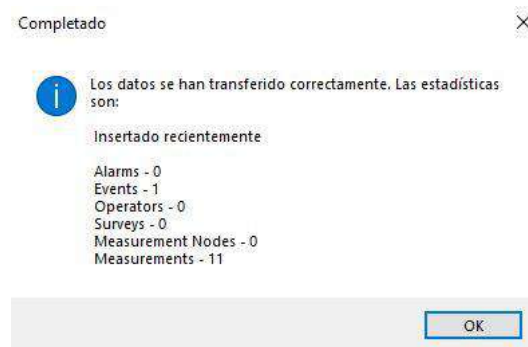 Completado
Los datos se han transferido correctamente. Las estadísticas
son:
Insertado recientemente
Alarms - 0
Events - 1
Operators - 0
Surveys - 0
Measurement Nodes - 0
Measurements - 11
OK